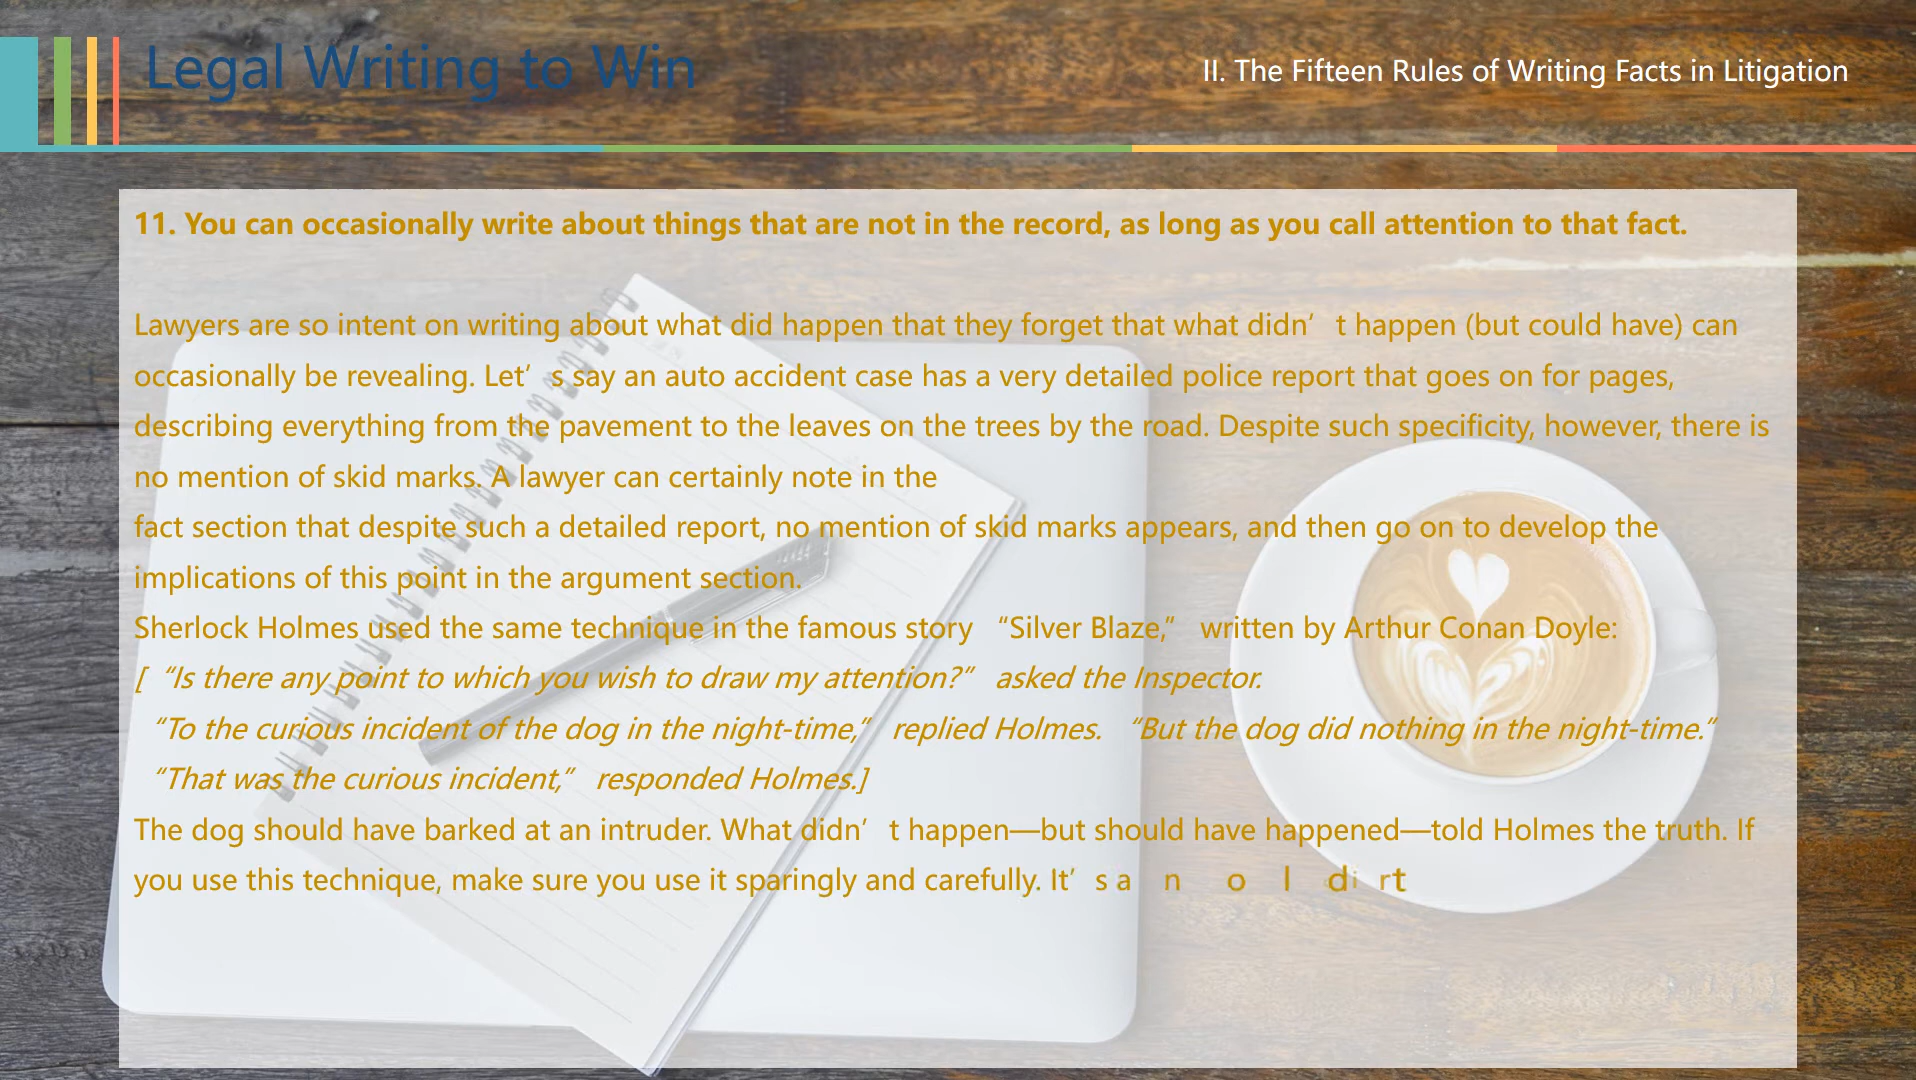 Legal Writing to Win
II. The Fifteen Rules of Writing Facts in Litigation
11. You can occasionally write about things that are not in the record, as long as you call attention to that fact.
Lawyers are so intent on writing about what did happen that they forget that what didn’t happen (but could have) can
occasionally be revealing. Let’s say an auto accident case has a very detailed police report that goes on for pages,
describing everything from the pavement to the leaves on the trees by the road. Despite such specificity, however, there is
no mention of skid marks. A lawyer can certainly note in the
fact section that despite such a detailed report, no mention of skid marks appears, and then go on to develop the
implications of this point in the argument section.
Sherlock Holmes used the same technique in the famous story “Silver Blaze,” written by Arthur Conan Doyle:
[ “Is there any point to which you wish to draw my attention?” asked the Inspector.
“To the curious incident of the dog in the night-time,” replied Holmes. “But the dog did nothing in the night-time.”
“That was the curious incident,” responded Holmes.]
The dog should have barked at an intruder. What didn’t happen—but should have happened—told Holmes the truth. If
you use this technique, make sure you use it sparingly and carefully. It’s an old